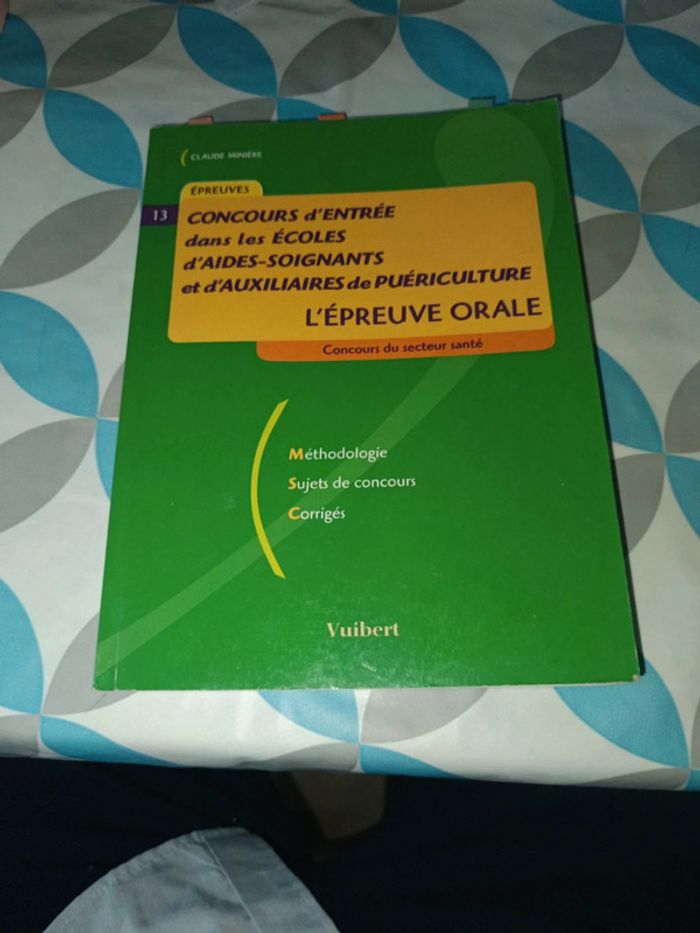 CLAUDE MINIÈRE
ÉPREUVES
13
CONCOURS d'ENTRÉE
dans les ÉCOLES
d'AIDES-SOIGNANTS
et d'AUXILIAIRES de PUÉRICULTURE
L'ÉPREUVE ORALE
Concours du secteur santé
Méthodologie
Sujets de concours
Corrigés
Vuibert